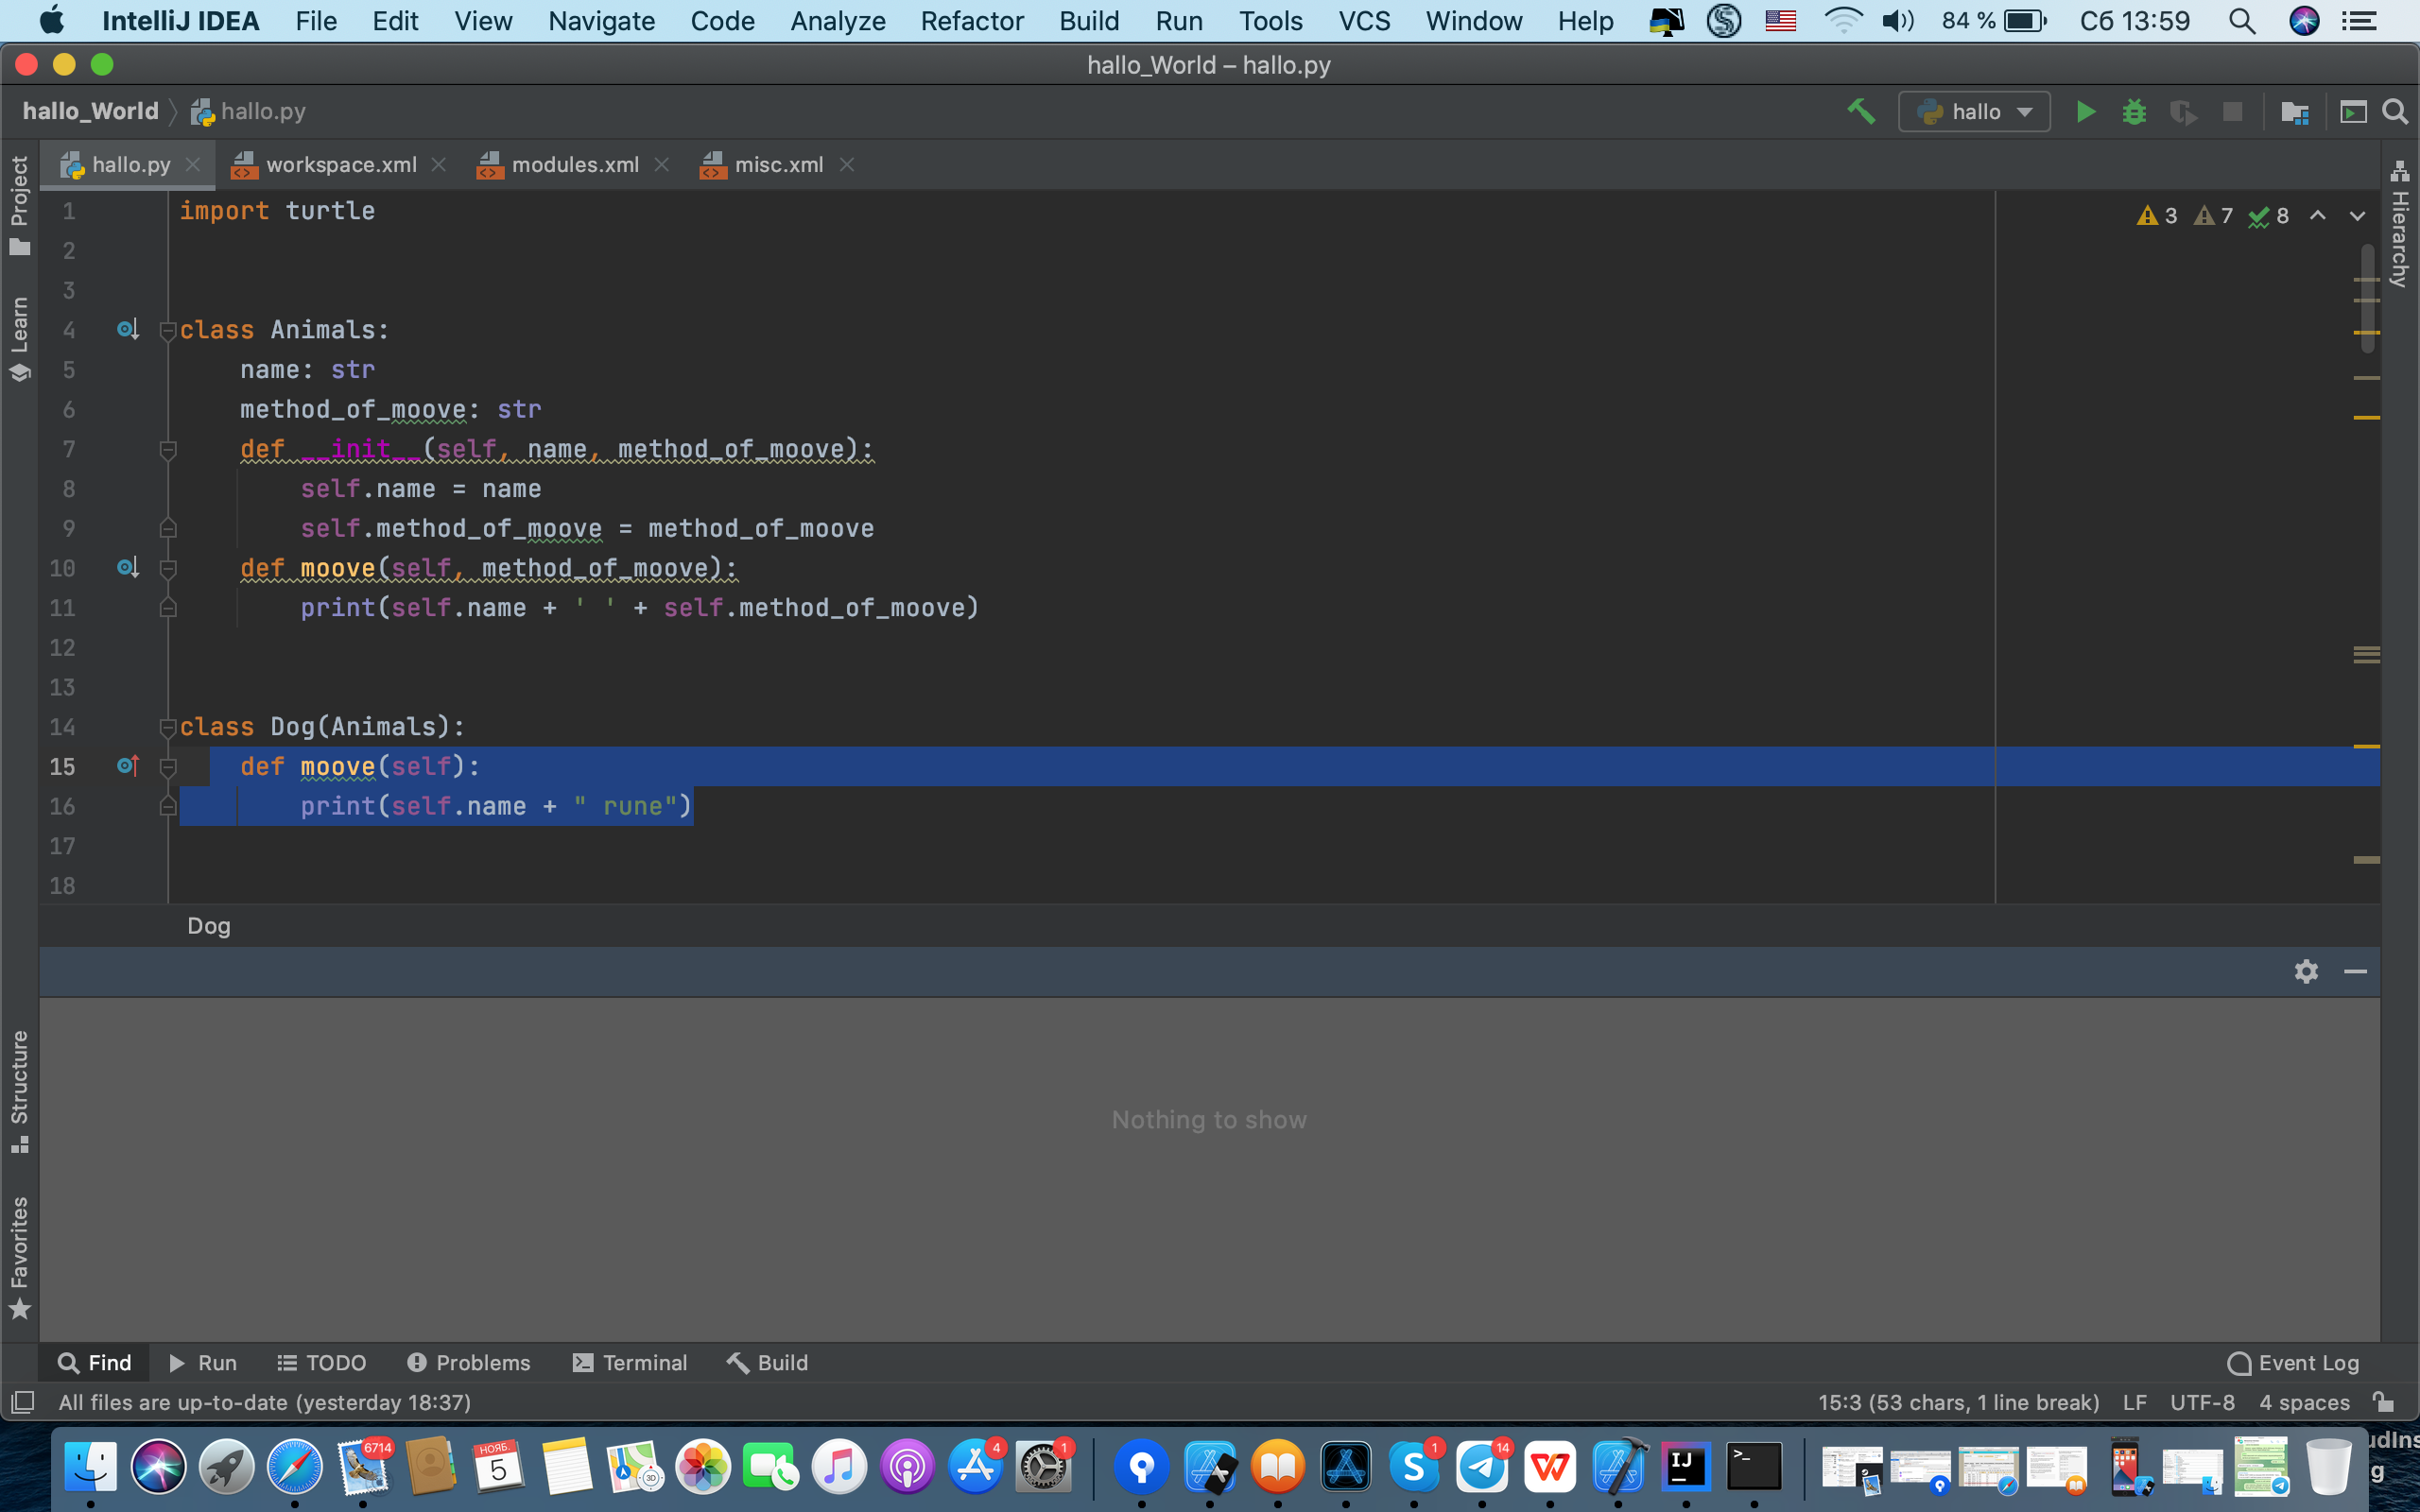 IntelliJ IDEA File Edit View Navigate Code Analyze Refactor Build Run Tools VCS Window Help 84 % Сб 13:59
hallo_World – hallo.py
hallo_World hallo.py hallo
hallo.py workspace.xml modules.xml misc.xml
Project
Learn
Structure
Favorites
Hierarchy
3 7 8
1 import turtle
2
3
4 class Animals:
5 name: str
6 method_of_moove: str
7 def __init__(self, name, method_of_moove):
8 self.name = name
9 self.method_of_moove = method_of_moove
10 def moove(self, method_of_moove):
11 print(self.name + ' ' + self.method_of_moove)
12
13
14 class Dog(Animals):
15 def moove(self):
16 print(self.name + " rune")
17
18
Dog
Nothing to show
Find Run TODO Problems Terminal Build Event Log
All files are up-to-date (yesterday 18:37) 15:3 (53 chars, 1 line break) LF UTF-8 4 spaces
6714 НОЯБ. 5 3D 4 1 S 1 14 W IJ >_